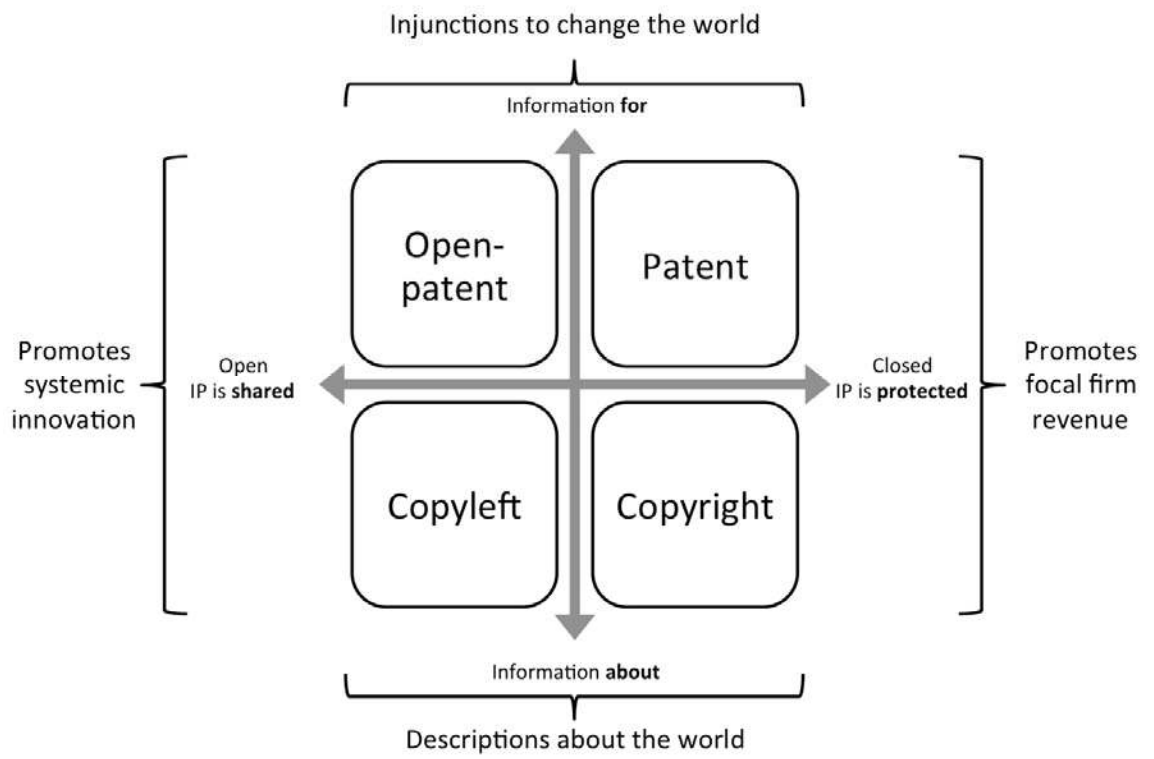 Injunctions to change the world
Information for
Open-
patent
Patent
Promotes
systemic
innovation
Open
IP is shared
Closed
IP is protected
Promotes
focal firm
revenue
Copyleft
Copyright
Information about
Descriptions about the world